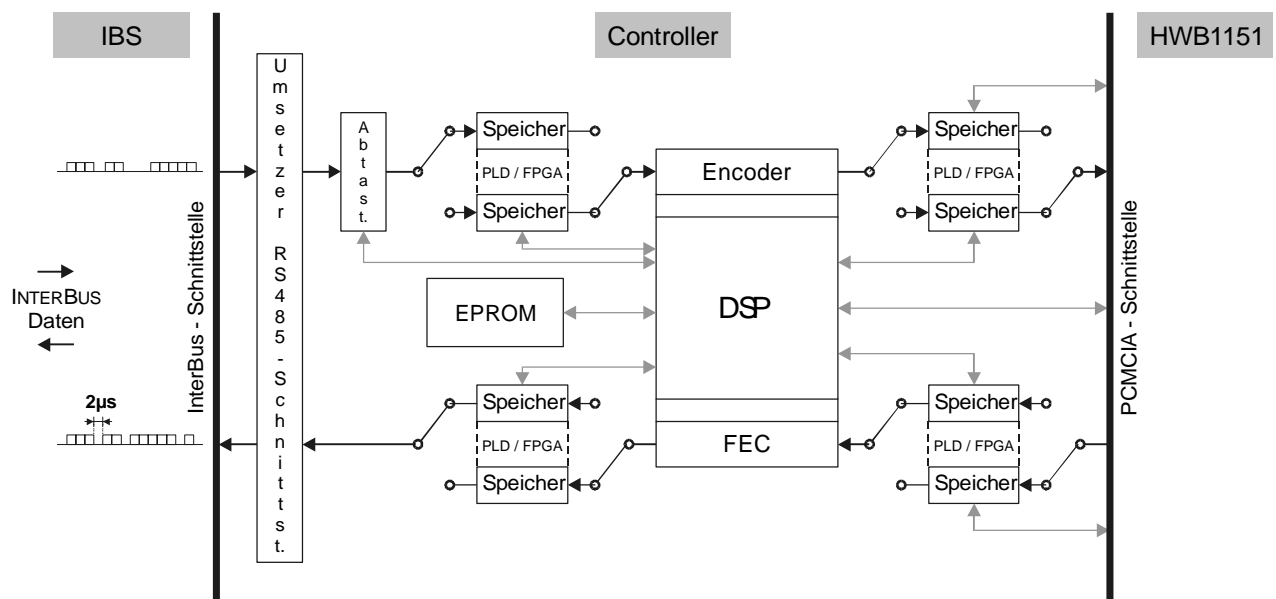 IBS
Controller
HWB1151
Umsetzer RS485-Schnittst.
Abtast.
Speicher
PLD / FPGA
Speicher
Encoder
Speicher
PLD / FPGA
Speicher
InterBus - Schnittstelle
INTERBUS
Daten
EPROM
DSP
PCMCIA - Schnittstelle
2µs
Speicher
PLD / FPGA
Speicher
FEC
Speicher
PLD / FPGA
Speicher